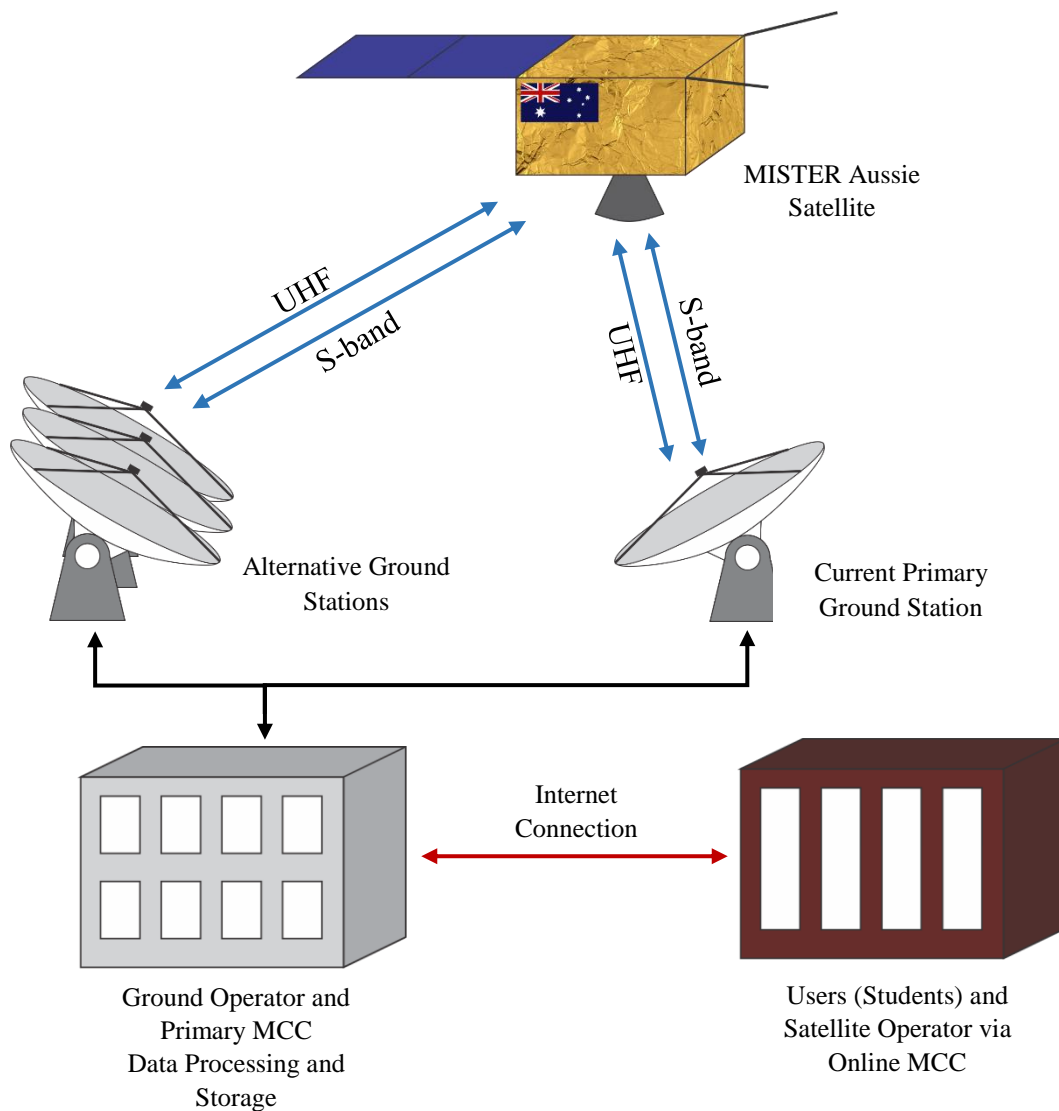 MISTER Aussie
Satellite
UHF
S-band
UHF
S-band
Alternative Ground
Stations
Current Primary
Ground Station
Internet
Connection
Ground Operator and
Primary MCC
Data Processing and
Storage
Users (Students) and
Satellite Operator via
Online MCC